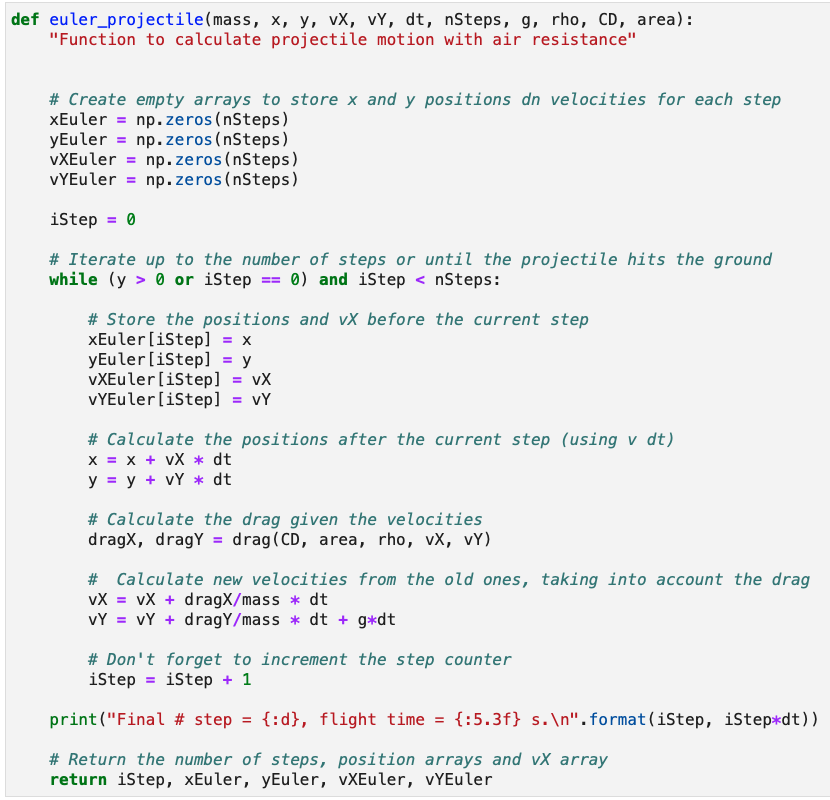 def euler_projectile(mass, x, y, vX, vY, dt, nSteps, g, rho, CD, area):
    "Function to calculate projectile motion with air resistance"
    # Create empty arrays to store x and y positions dn velocities for each step
    xEuler = np.zeros(nSteps)
    yEuler = np.zeros(nSteps)
    vXEuler = np.zeros(nSteps)
    vYEuler = np.zeros(nSteps)
    iStep = 0
    # Iterate up to the number of steps or until the projectile hits the ground
    while (y > 0 or iStep == 0) and iStep < nSteps:
        # Store the positions and vX before the current step
        xEuler[iStep] = x
        yEuler[iStep] = y
        vXEuler[iStep] = vX
        vYEuler[iStep] = vY
        # Calculate the positions after the current step (using v dt)
        x = x + vX * dt
        y = y + vY * dt
        # Calculate the drag given the velocities
        dragX, dragY = drag(CD, area, rho, vX, vY)
        #  Calculate new velocities from the old ones, taking into account the drag
        vX = vX + dragX/mass * dt
        vY = vY + dragY/mass * dt + g*dt
        # Don't forget to increment the step counter
        iStep = iStep + 1
    print("Final # step = {:d}, flight time = {:5.3f} s.\n".format(iStep, iStep*dt))
    # Return the number of steps, position arrays and vX array
    return iStep, xEuler, yEuler, vXEuler, vYEuler